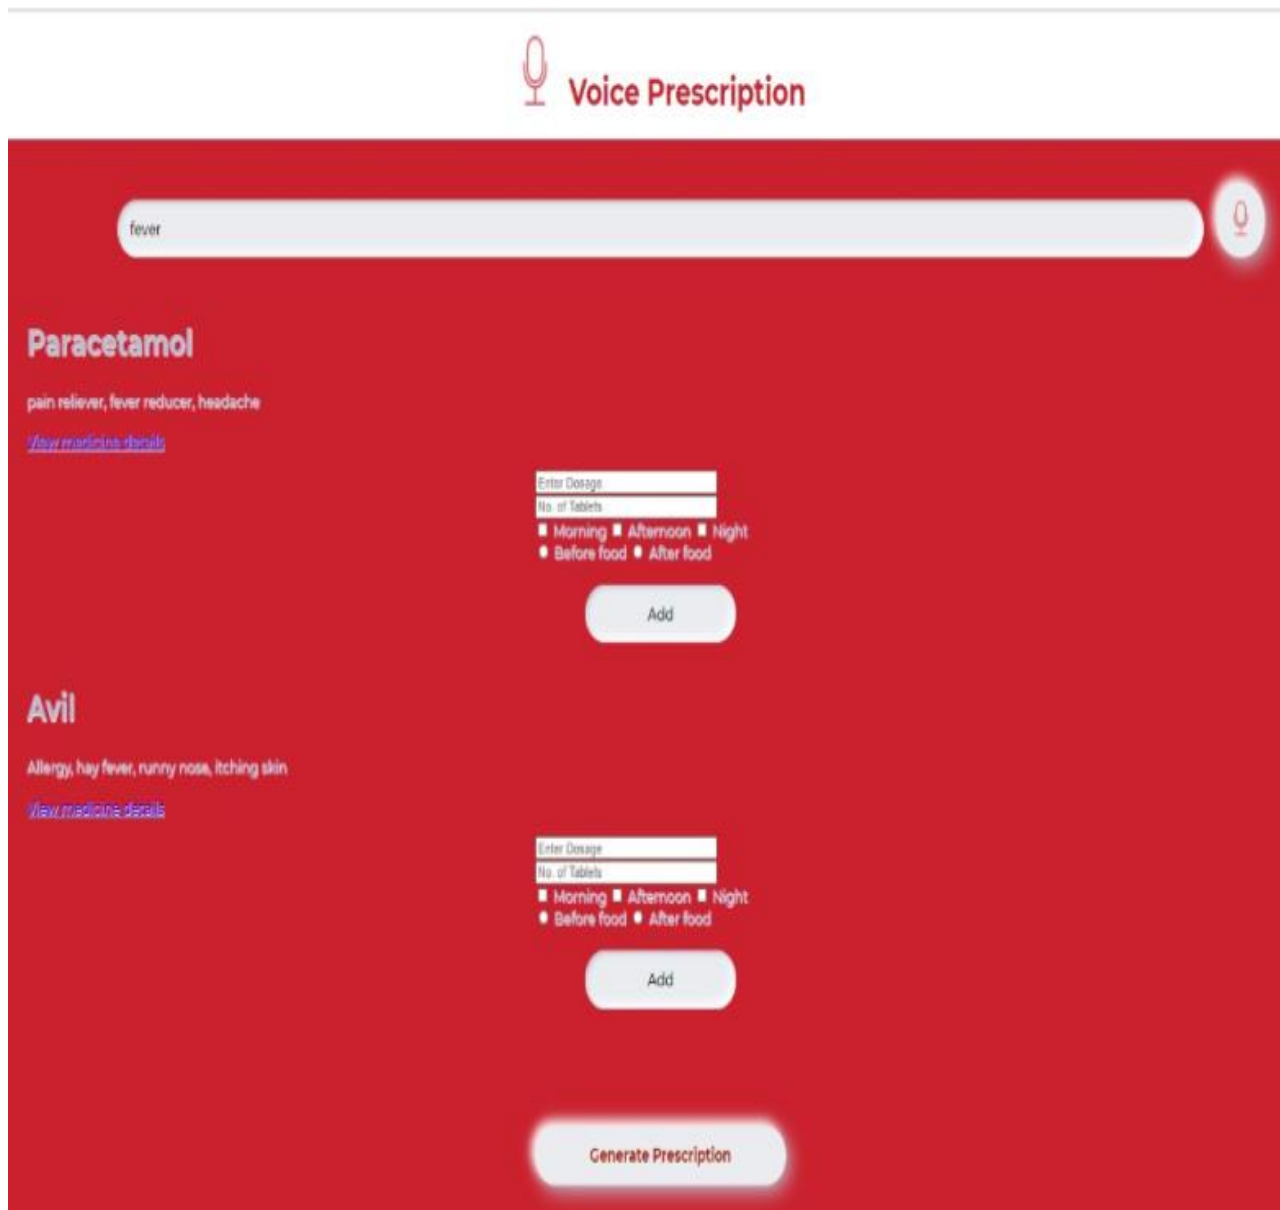 Voice Prescription
fever
Paracetamol
pain reliever, fever reducer, headache
View medicine details
Enter Dosage
No. of Tablets
Morning Afternoon Night
Before food After food
Add
Avil
Allergy, hay fever, runny nose, itching skin
View medicine details
Enter Dosage
No. of Tablets
Morning Afternoon Night
Before food After food
Add
Generate Prescription